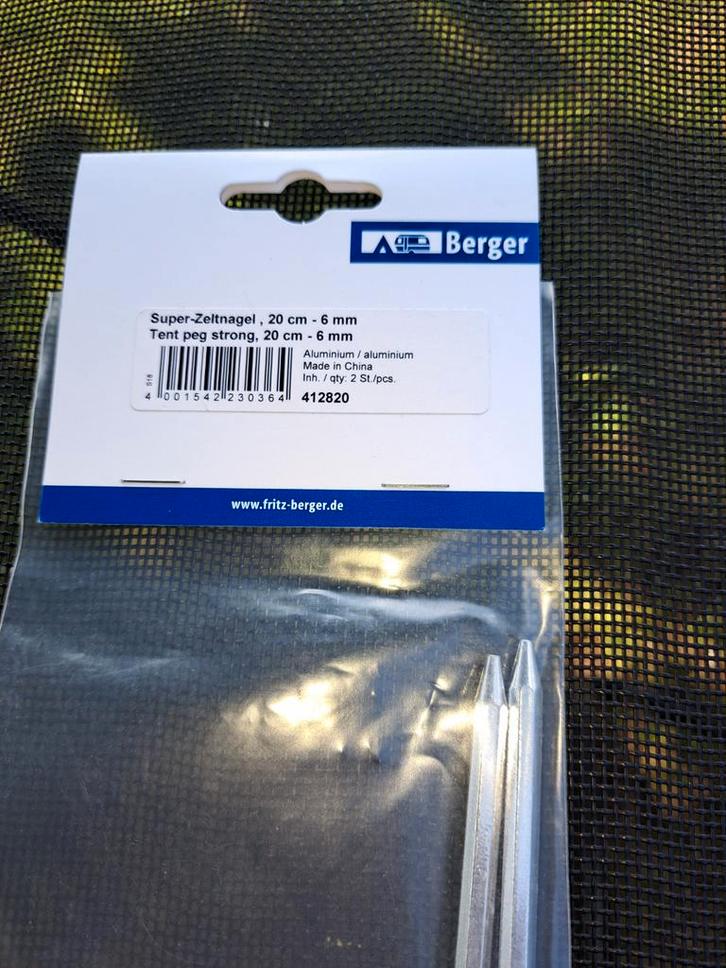 Berger
Super-Zeltnagel , 20 cm - 6 mm
Tent peg strong, 20 cm - 6 mm
Aluminium / aluminium
Made in China
Inh. / qty: 2 St./pcs.
S18
4 001542 230364
412820
www.fritz-berger.de